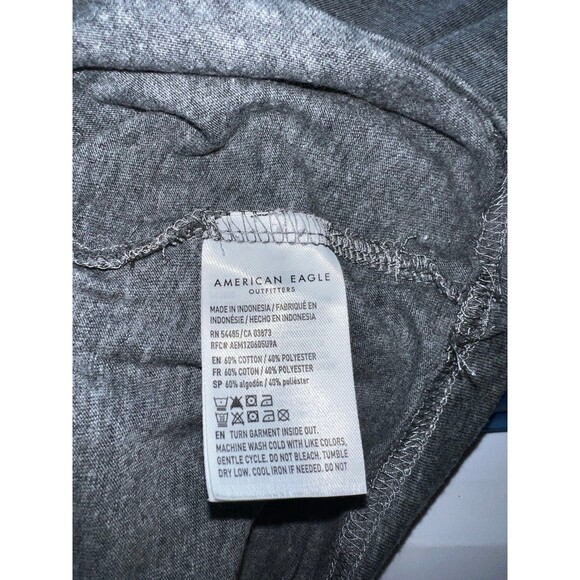 AMERICAN EAGLE
OUTFITTERS
MADE IN INDONESIA / FABRIQUÉ EN
INDONÉSIE / HECHO EN INDONESIA
RN 54485 / CA 03873
RFC# AEM120605U9A
EN 60% COTTON / 40% POLYESTER
FR 60% COTON / 40% POLYESTER
SP 60% algodón / 40% poliéster
EN TURN GARMENT INSIDE OUT.
MACHINE WASH COLD WITH LIKE COLORS,
GENTLE CYCLE. DO NOT BLEACH. TUMBLE
DRY LOW. COOL IRON IF NEEDED. DO NOT